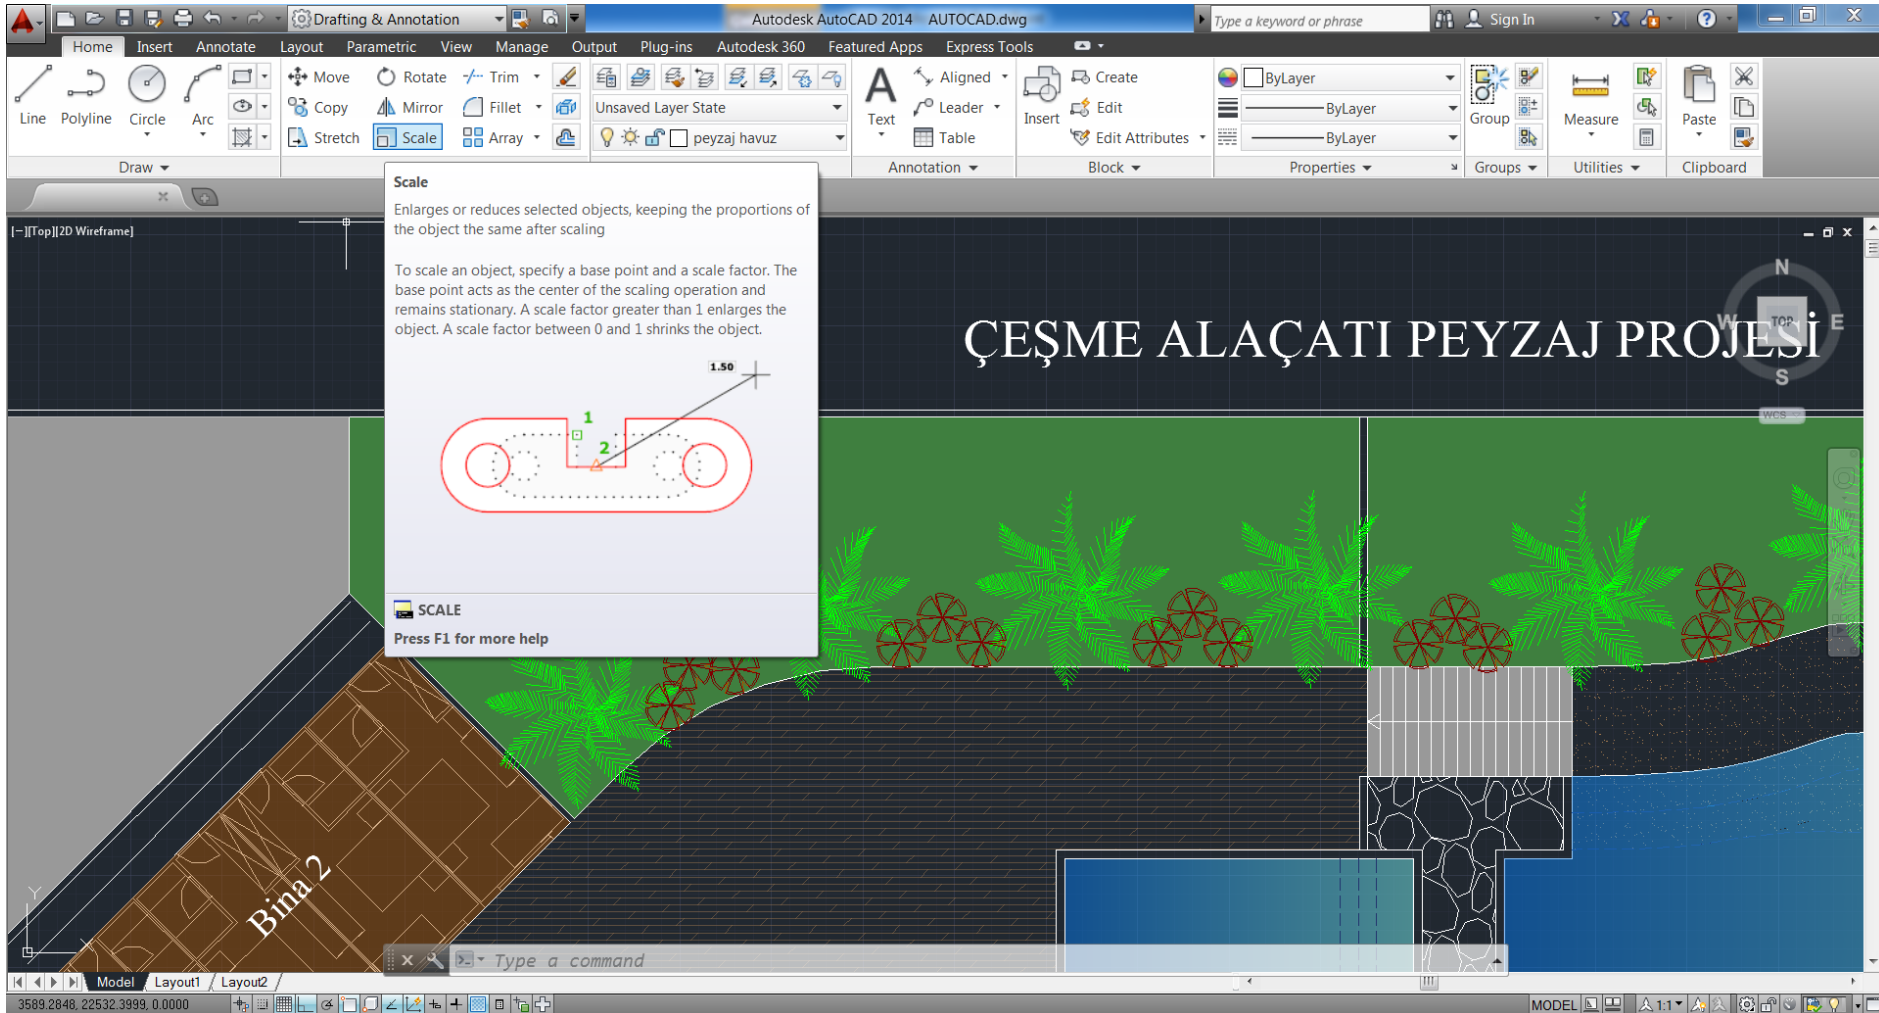 Drafting & Annotation
Autodesk AutoCAD 2014 AUTOCAD.dwg
Type a keyword or phrase
Sign In
Home Insert Annotate Layout Parametric View Manage Output Plug-ins Autodesk 360 Featured Apps Express Tools
Line Polyline Circle Arc
Move Rotate Trim
Copy Mirror Fillet
Stretch Scale Array
Unsaved Layer State
peyzaj havuz
Text
Aligned
Leader
Table
Insert
Create
Edit
Edit Attributes
ByLayer
ByLayer
ByLayer
Group
Measure
Paste
Draw
Annotation
Block
Properties
Groups
Utilities
Clipboard
[−][Top][2D Wireframe]
Scale
Enlarges or reduces selected objects, keeping the proportions of
the object the same after scaling
To scale an object, specify a base point and a scale factor. The
base point acts as the center of the scaling operation and
remains stationary. A scale factor greater than 1 enlarges the
object. A scale factor between 0 and 1 shrinks the object.
1.50
1
2
SCALE
Press F1 for more help
ÇEŞME ALAÇATI PEYZAJ PROJESİ
N
W TOP E
S
WCS
Bina 2
Y
X
Type a command
Model Layout1 Layout2
3589.2848, 22532.3999, 0.0000
MODEL
1:1